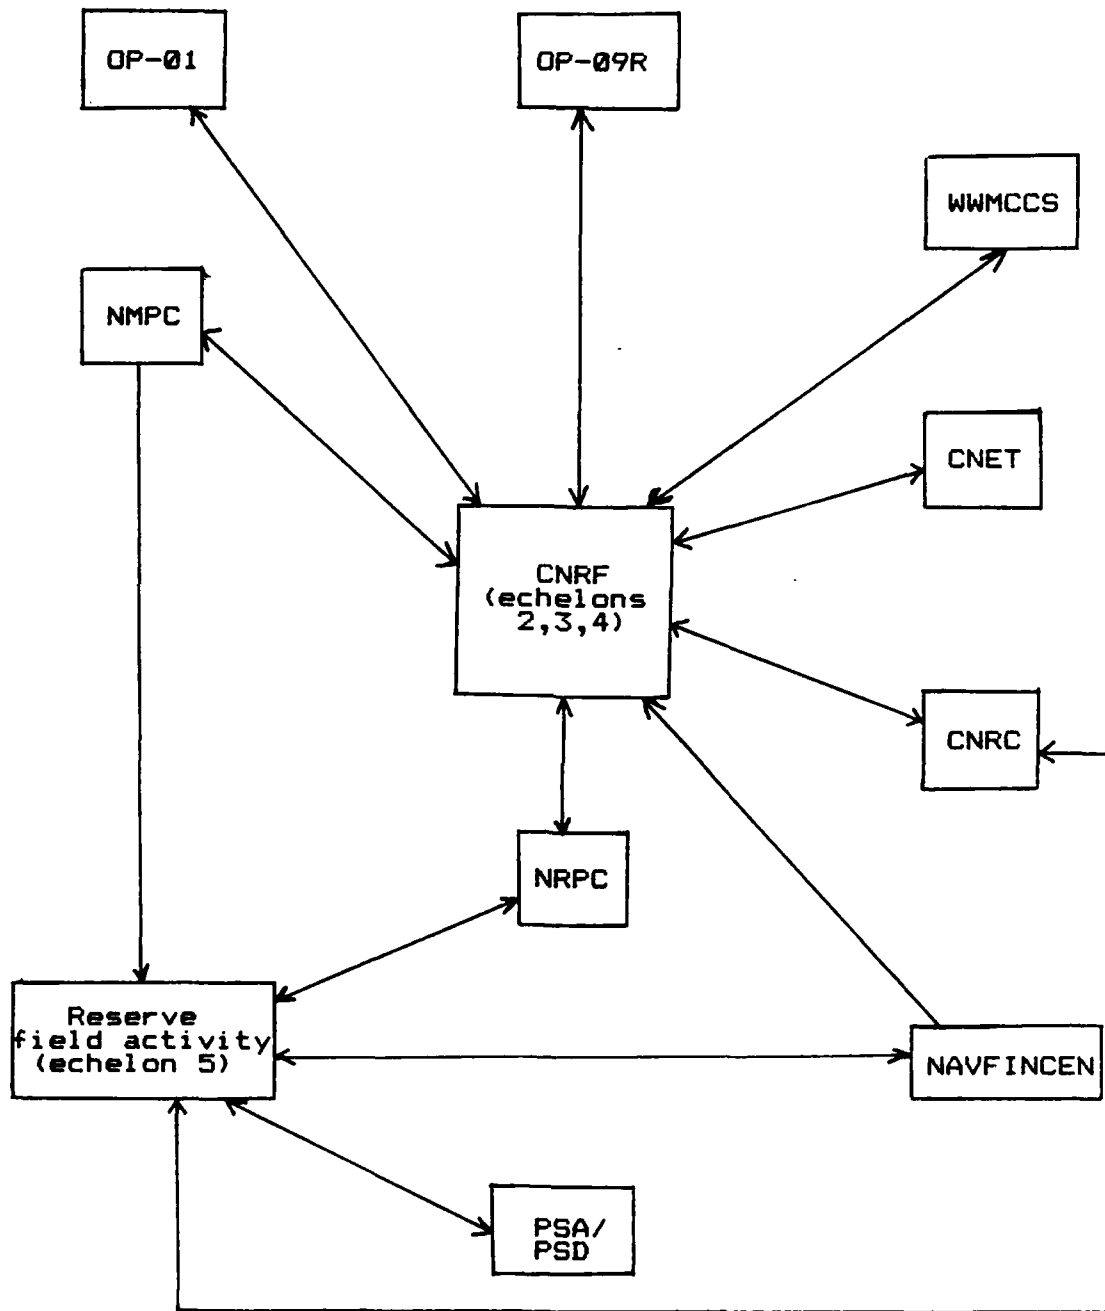 OP-01
OP-09R
WWMCCS
NMPC
CNET
CNRF
(echelons
2,3,4)
CNRC
NRPC
Reserve
field activity
(echelon 5)
NAVFINCEN
PSA/
PSD